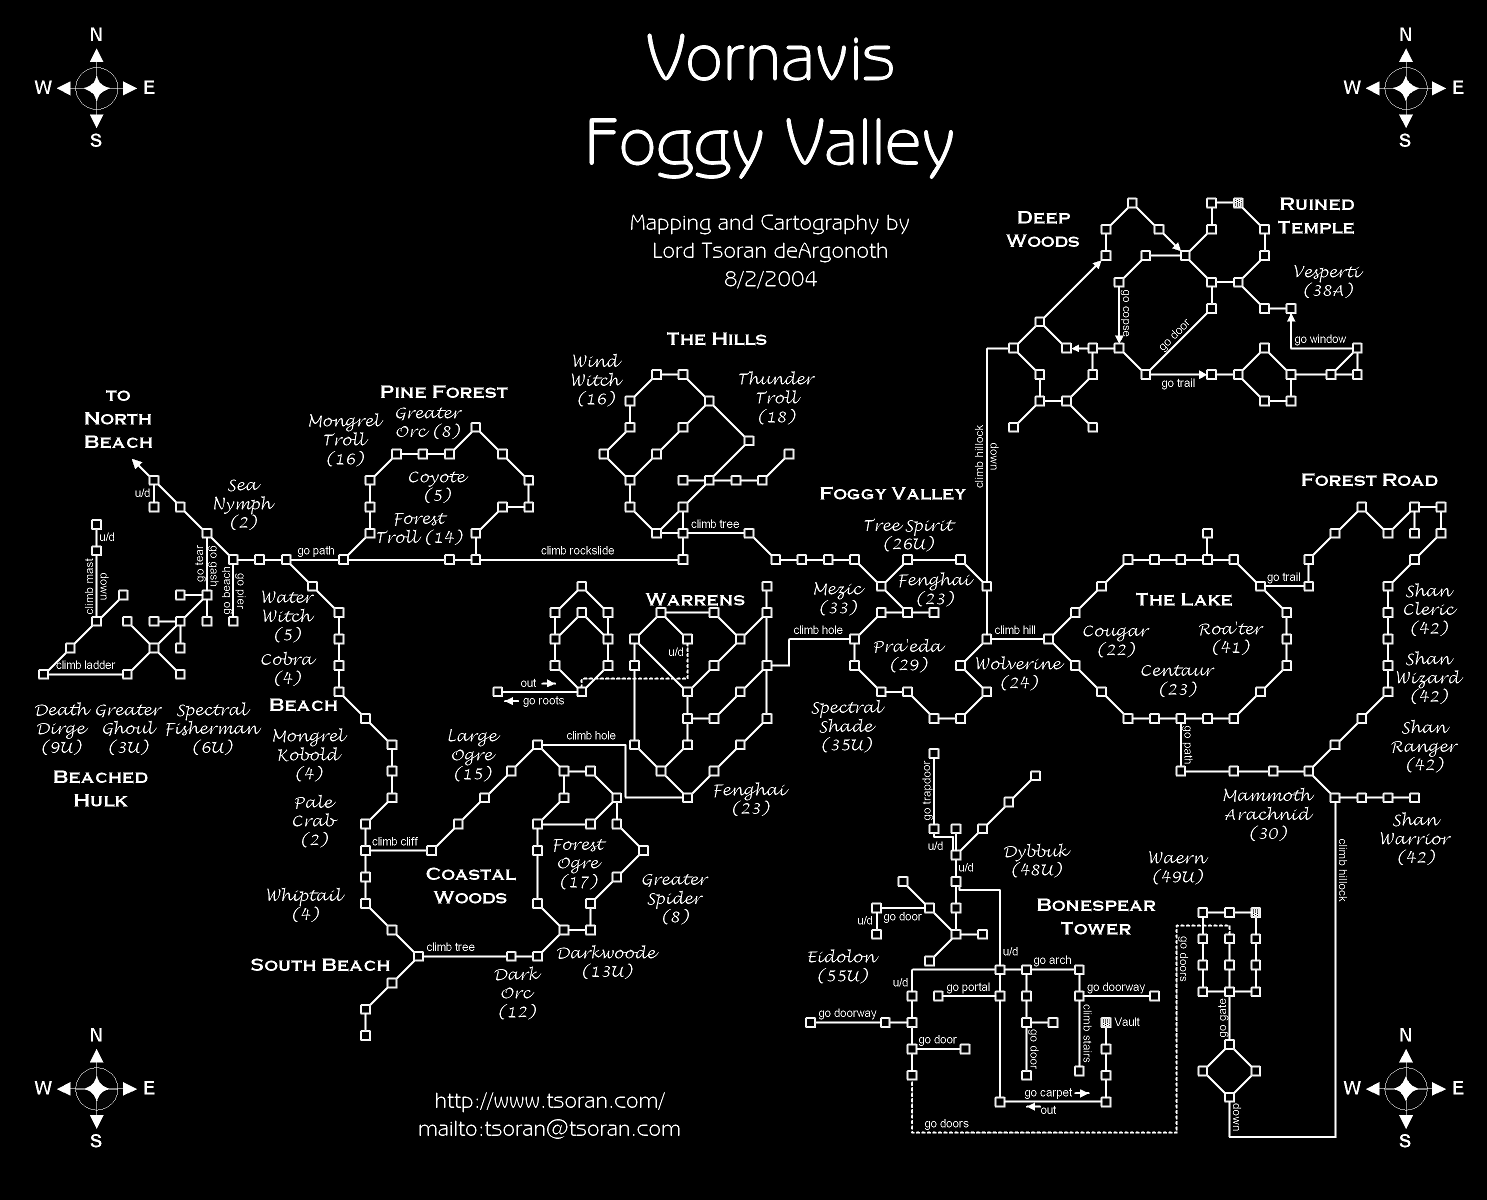 N
W E
S
Vornavis
Foggy Valley
Mapping and Cartography by
Lord Tsoran deArgonoth
8/2/2004
N
W E
S
DEEP
WOODS
RUINED
TEMPLE
Vesperti
(38A)
go copse
go door
go window
go trail
climb hillock
down
THE HILLS
Wind
Witch
(16)
Thunder
Troll
(18)
climb tree
climb rockslide
PINE FOREST
Mongrel
Troll
(16)
Greater
Orc (8)
Coyote
(5)
Forest
Troll (14)
go path
TO
NORTH
BEACH
u/d
Sea
Nymph
(2)
go tear
go gash
go beach
go pier
u/d
climb mast
down
climb ladder
Death
Dirge
(9U)
Greater
Ghoul
(3U)
Spectral
Fisherman
(6U)
BEACHED
HULK
Water
Witch
(5)
Cobra
(4)
BEACH
Mongrel
Kobold
(4)
Pale
Crab
(2)
climb cliff
Whiptail
(4)
SOUTH BEACH
climb tree
Large
Ogre
(15)
climb hole
COASTAL
WOODS
Forest
Ogre
(17)
Greater
Spider
(8)
Darkwoode
(13U)
Dark
Orc
(12)
WARRENS
u/d
out
go roots
Fenghai
(23)
climb hole
FOGGY VALLEY
Tree Spirit
(26U)
Mezic
(33)
Fenghai
(23)
Pra'eda
(29)
Wolverine
(24)
Spectral
Shade
(35U)
climb hill
THE LAKE
Cougar
(22)
Roa'ter
(41)
Centaur
(23)
go trail
go path
FOREST ROAD
Shan
Cleric
(42)
Shan
Wizard
(42)
Shan
Ranger
(42)
Mammoth
Arachnid
(30)
Shan
Warrior
(42)
climb hillock
go trapdoor
u/d
u/d
Dybbuk
(48U)
Waern
(49U)
BONESPEAR
TOWER
go door
u/d
Eidolon
(55U)
u/d
u/d
go arch
go portal
go doorway
go doorway
go door
go door
climb stairs
Vault
go carpet
out
go doors
go doors
go gate
down
N
W E
S
http://www.tsoran.com/
mailto:tsoran@tsoran.com
N
W E
S